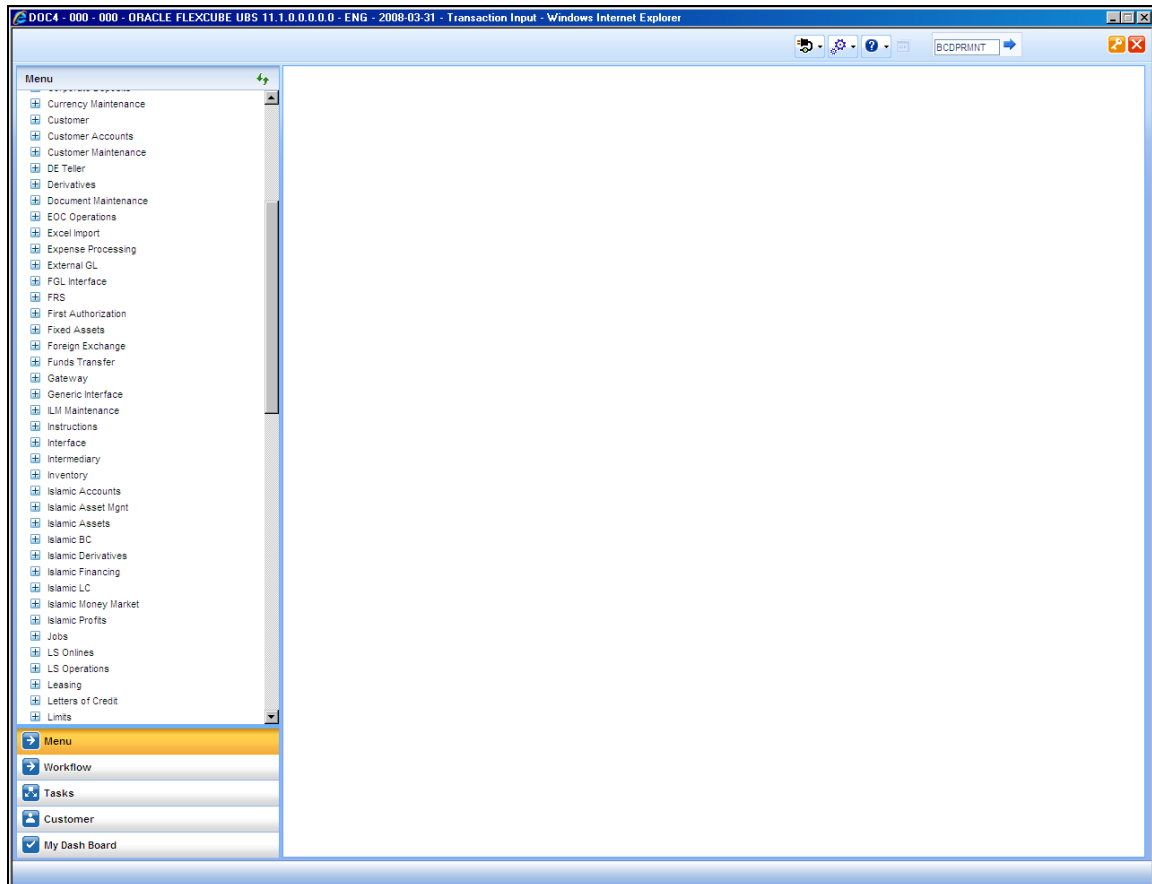 DOC4 - 000 - 000 - ORACLE FLEXCUBE UBS 11.1.0.0.0.0.0 - ENG - 2008-03-31 - Transaction Input - Windows Internet Explorer
BCDPRMNT
Menu
Corporate Deposits
Currency Maintenance
Customer
Customer Accounts
Customer Maintenance
DE Teller
Derivatives
Document Maintenance
EOC Operations
Excel Import
Expense Processing
External GL
FGL Interface
FRS
First Authorization
Fixed Assets
Foreign Exchange
Funds Transfer
Gateway
Generic Interface
ILM Maintenance
Instructions
Interface
Intermediary
Inventory
Islamic Accounts
Islamic Asset Mgnt
Islamic Assets
Islamic BC
Islamic Derivatives
Islamic Financing
Islamic LC
Islamic Money Market
Islamic Profits
Jobs
LS Onlines
LS Operations
Leasing
Letters of Credit
Limits
Menu
Workflow
Tasks
Customer
My Dash Board